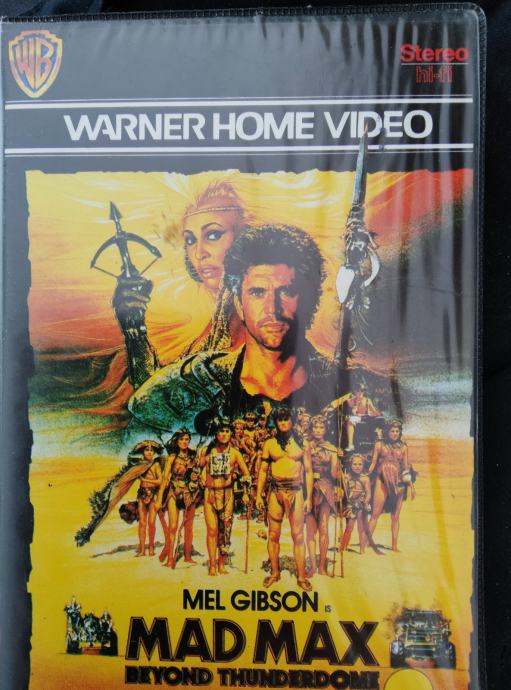 WB
Stereo
hi-fi
WARNER HOME VIDEO
MEL GIBSON IS
MAD MAX
BEYOND THUNDERDOME